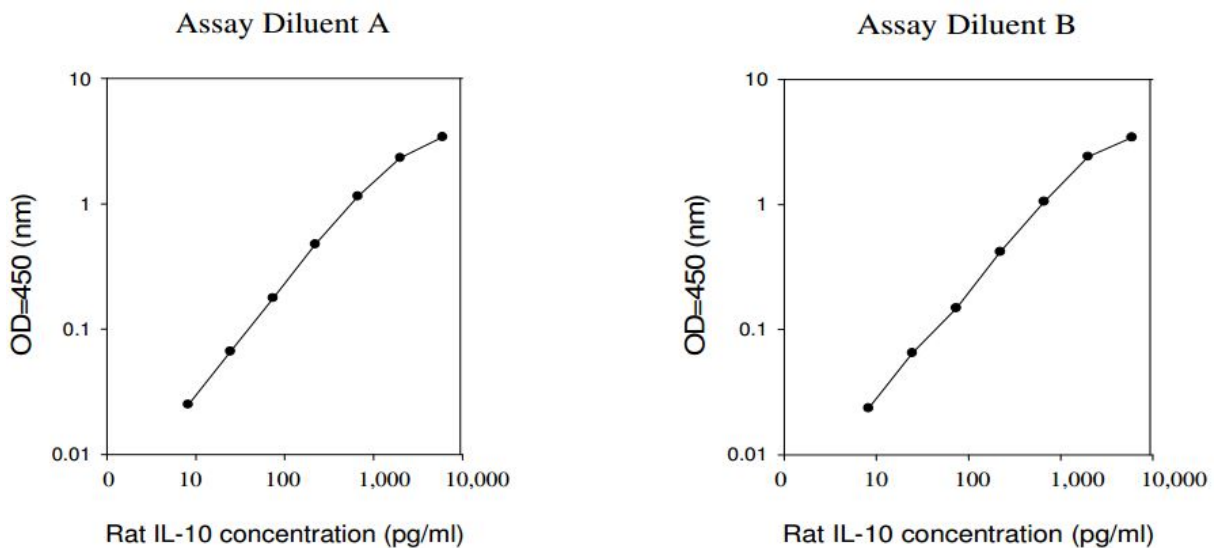 Assay Diluent A
10
1
0.1
0.01
0 10 100 1,000 10,000
OD=450 (nm)
Rat IL-10 concentration (pg/ml)
Assay Diluent B
10
1
0.1
0.01
0 10 100 1,000 10,000
OD=450 (nm)
Rat IL-10 concentration (pg/ml)